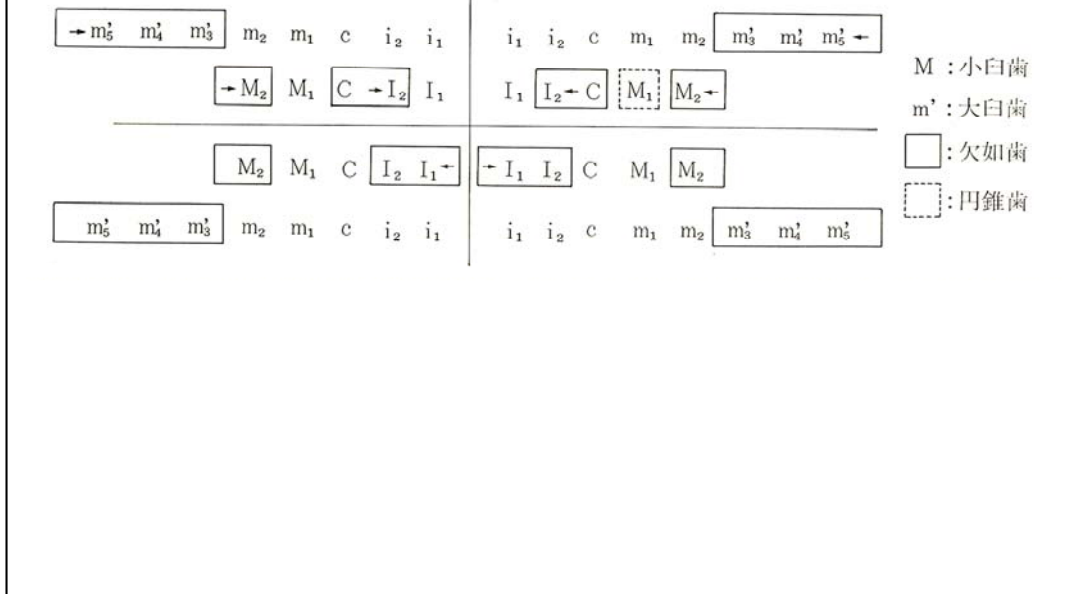 →m’₅ m’₄ m’₃ m₂ m₁ c i₂ i₁ i₁ i₂ c m₁ m₂ m’₃ m’₄ m’₅←
→M₂ M₁ C →I₂ I₁ I₁ I₂← C M₁ M₂←
M₂ M₁ C I₂ I₁← →I₁ I₂ C M₁ M₂
m’₅ m’₄ m’₃ m₂ m₁ c i₂ i₁ i₁ i₂ c m₁ m₂ m’₃ m’₄ m’₅
M :小臼歯
m’ :大臼歯
:欠如歯
:円錐歯